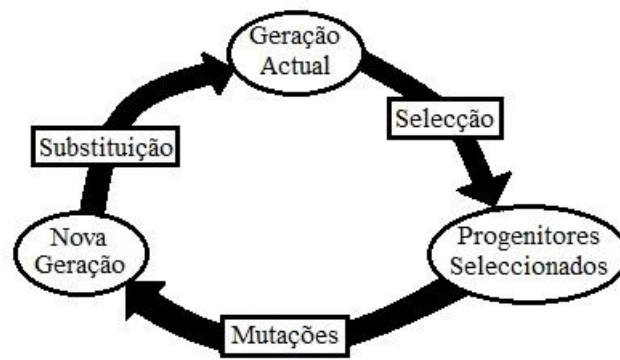 Geração
Actual
Selecção
Progenitores
Seleccionados
Mutações
Nova
Geração
Substituição